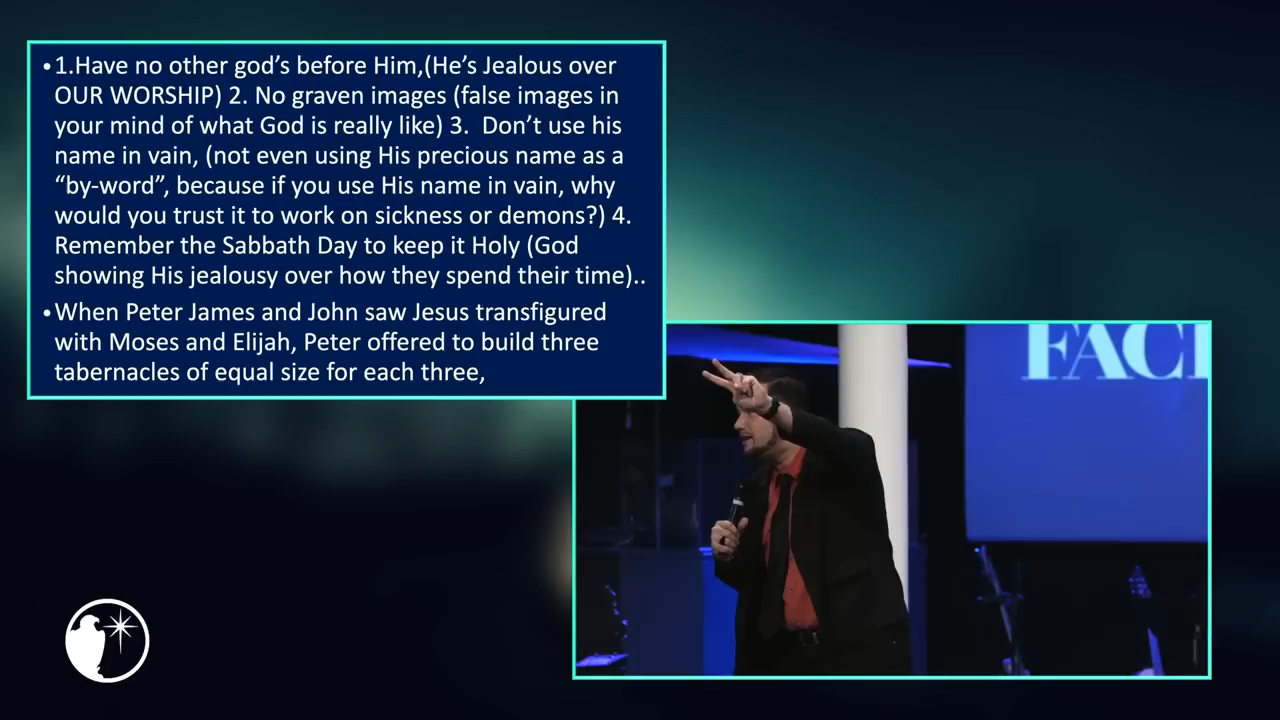 •1.Have no other god’s before Him,(He’s Jealous over
OUR WORSHIP) 2. No graven images (false images in
your mind of what God is really like) 3.  Don’t use his
name in vain, (not even using His precious name as a
“by-word”, because if you use His name in vain, why
would you trust it to work on sickness or demons?) 4.
Remember the Sabbath Day to keep it Holy (God
showing His jealousy over how they spend their time)..
•When Peter James and John saw Jesus transfigured
with Moses and Elijah, Peter offered to build three
tabernacles of equal size for each three,